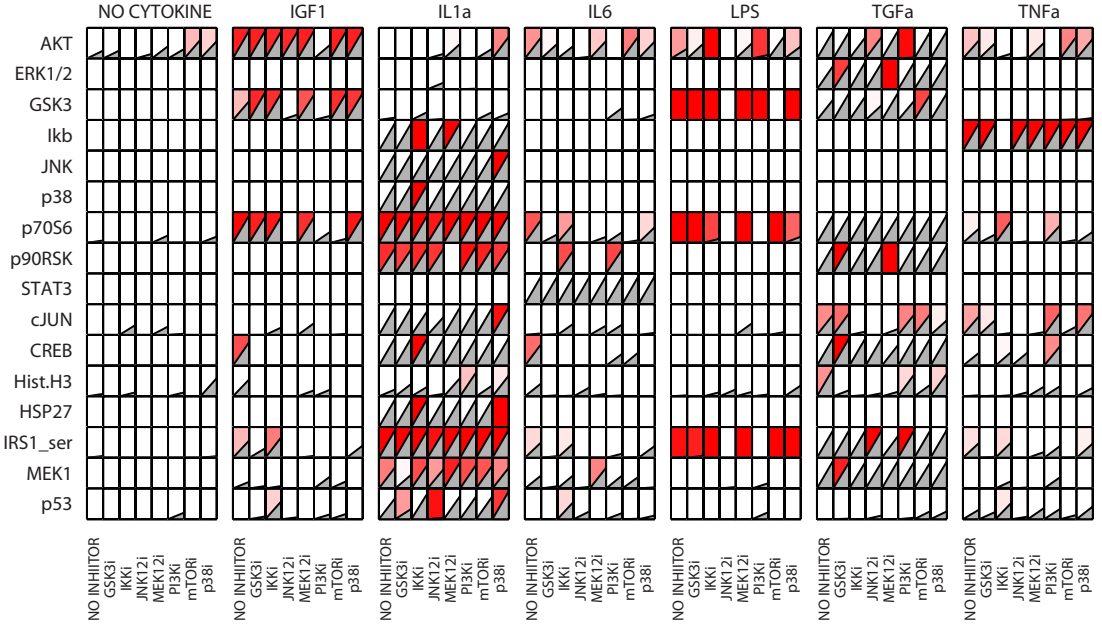 NO CYTOKINE IGF1 IL1a IL6 LPS TGFa TNFa
AKT
ERK1/2
GSK3
Ikb
JNK
p38
p70S6
p90RSK
STAT3
cJUN
CREB
Hist.H3
HSP27
IRS1_ser
MEK1
p53
NO INHIITOR GSK3i IKKi JNK12i MEK12i PI3Ki mTORi p38i NO INHIITOR GSK3i IKKi JNK12i MEK12i PI3Ki mTORi p38i NO INHIITOR GSK3i IKKi JNK12i MEK12i PI3Ki mTORi p38i NO INHIITOR GSK3i IKKi JNK12i MEK12i PI3Ki mTORi p38i NO INHIITOR GSK3i IKKi JNK12i MEK12i PI3Ki mTORi p38i NO INHIITOR GSK3i IKKi JNK12i MEK12i PI3Ki mTORi p38i NO INHIITOR GSK3i IKKi JNK12i MEK12i PI3Ki mTORi p38i